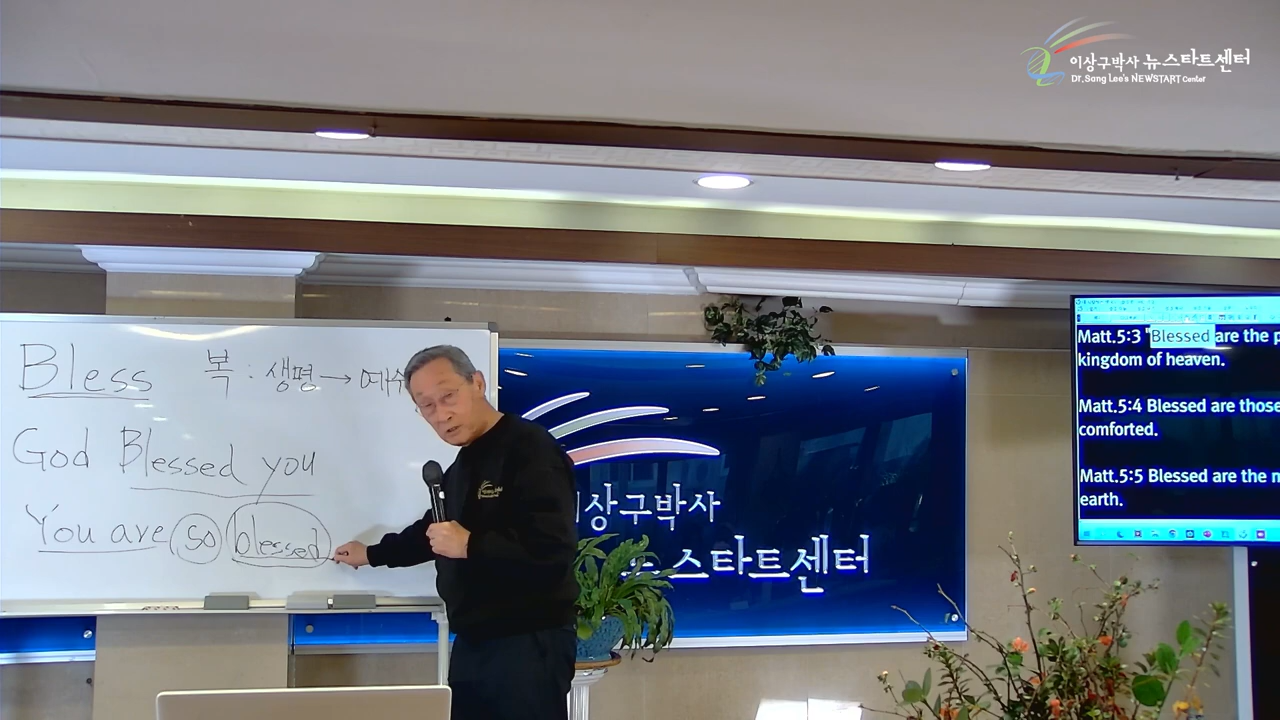 이상구박사 뉴스타트센터
Dr. Sang Lee's NEWSTART Center
Bless 복 : 생명 → 예수
God Blessed you
You are so blessed
이상구박사
뉴스타트센터
Matt.5:3 "Blessed are the p
kingdom of heaven.
Matt.5:4 Blessed are those
comforted.
Matt.5:5 Blessed are the m
earth.